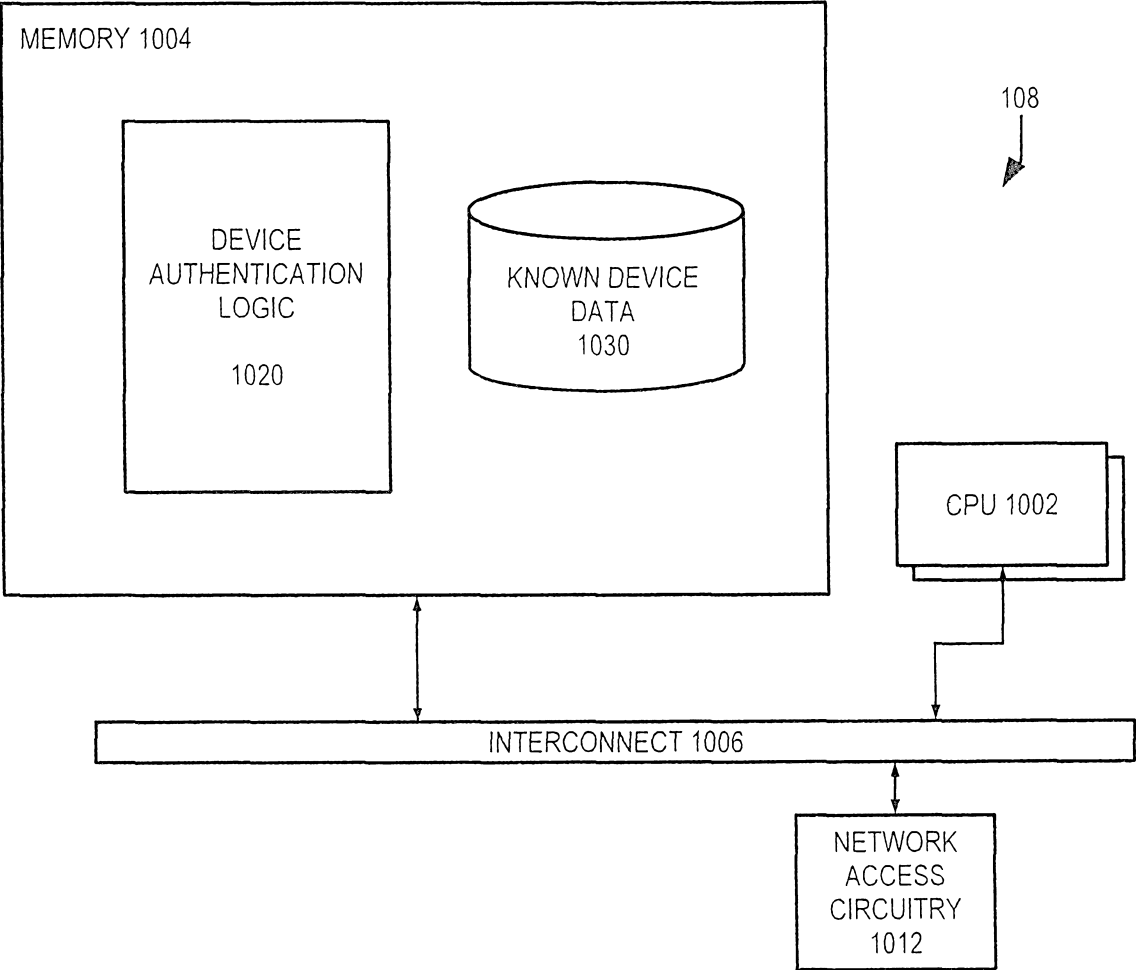 MEMORY 1004
108
DEVICE
AUTHENTICATION
LOGIC
1020
KNOWN DEVICE
DATA
1030
CPU 1002
INTERCONNECT 1006
NETWORK
ACCESS
CIRCUITRY
1012